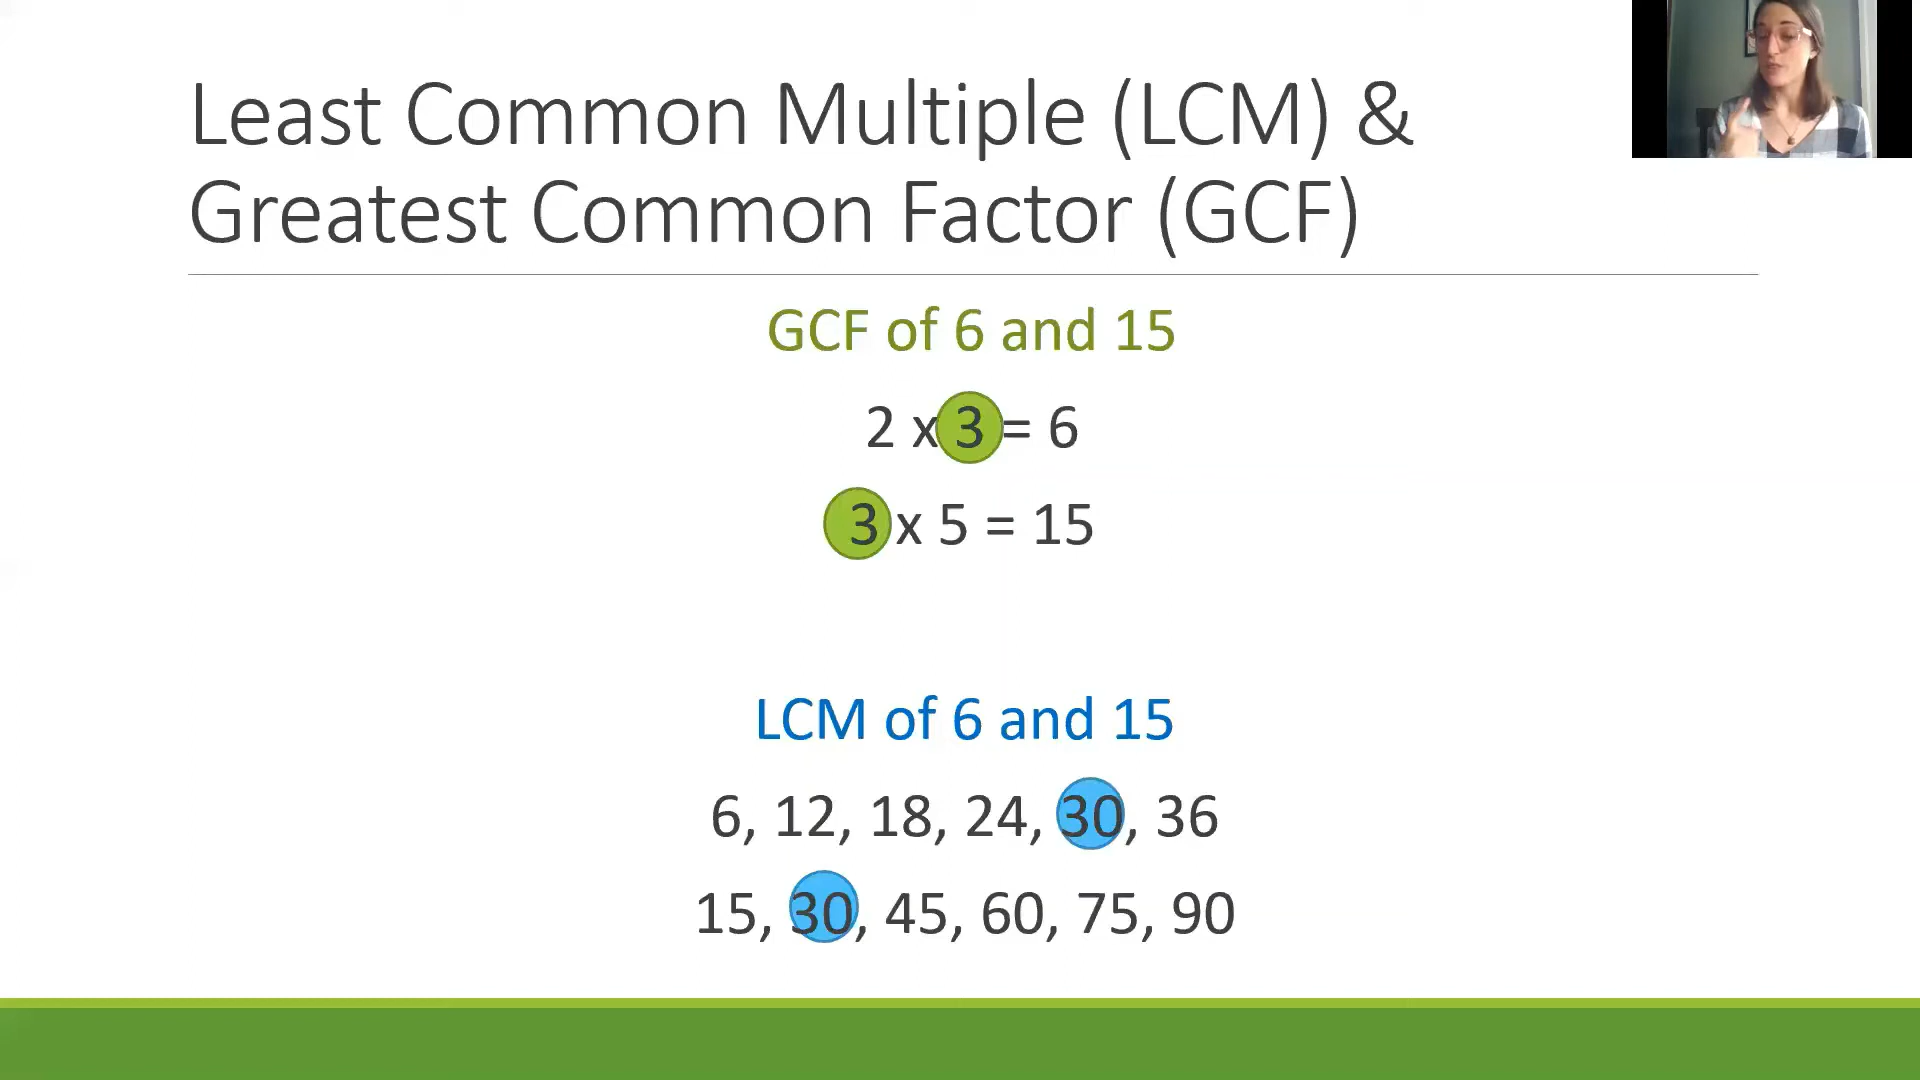 Least Common Multiple (LCM) &
Greatest Common Factor (GCF)
GCF of 6 and 15
2 x 3 = 6
3 x 5 = 15
LCM of 6 and 15
6, 12, 18, 24, 30, 36
15, 30, 45, 60, 75, 90